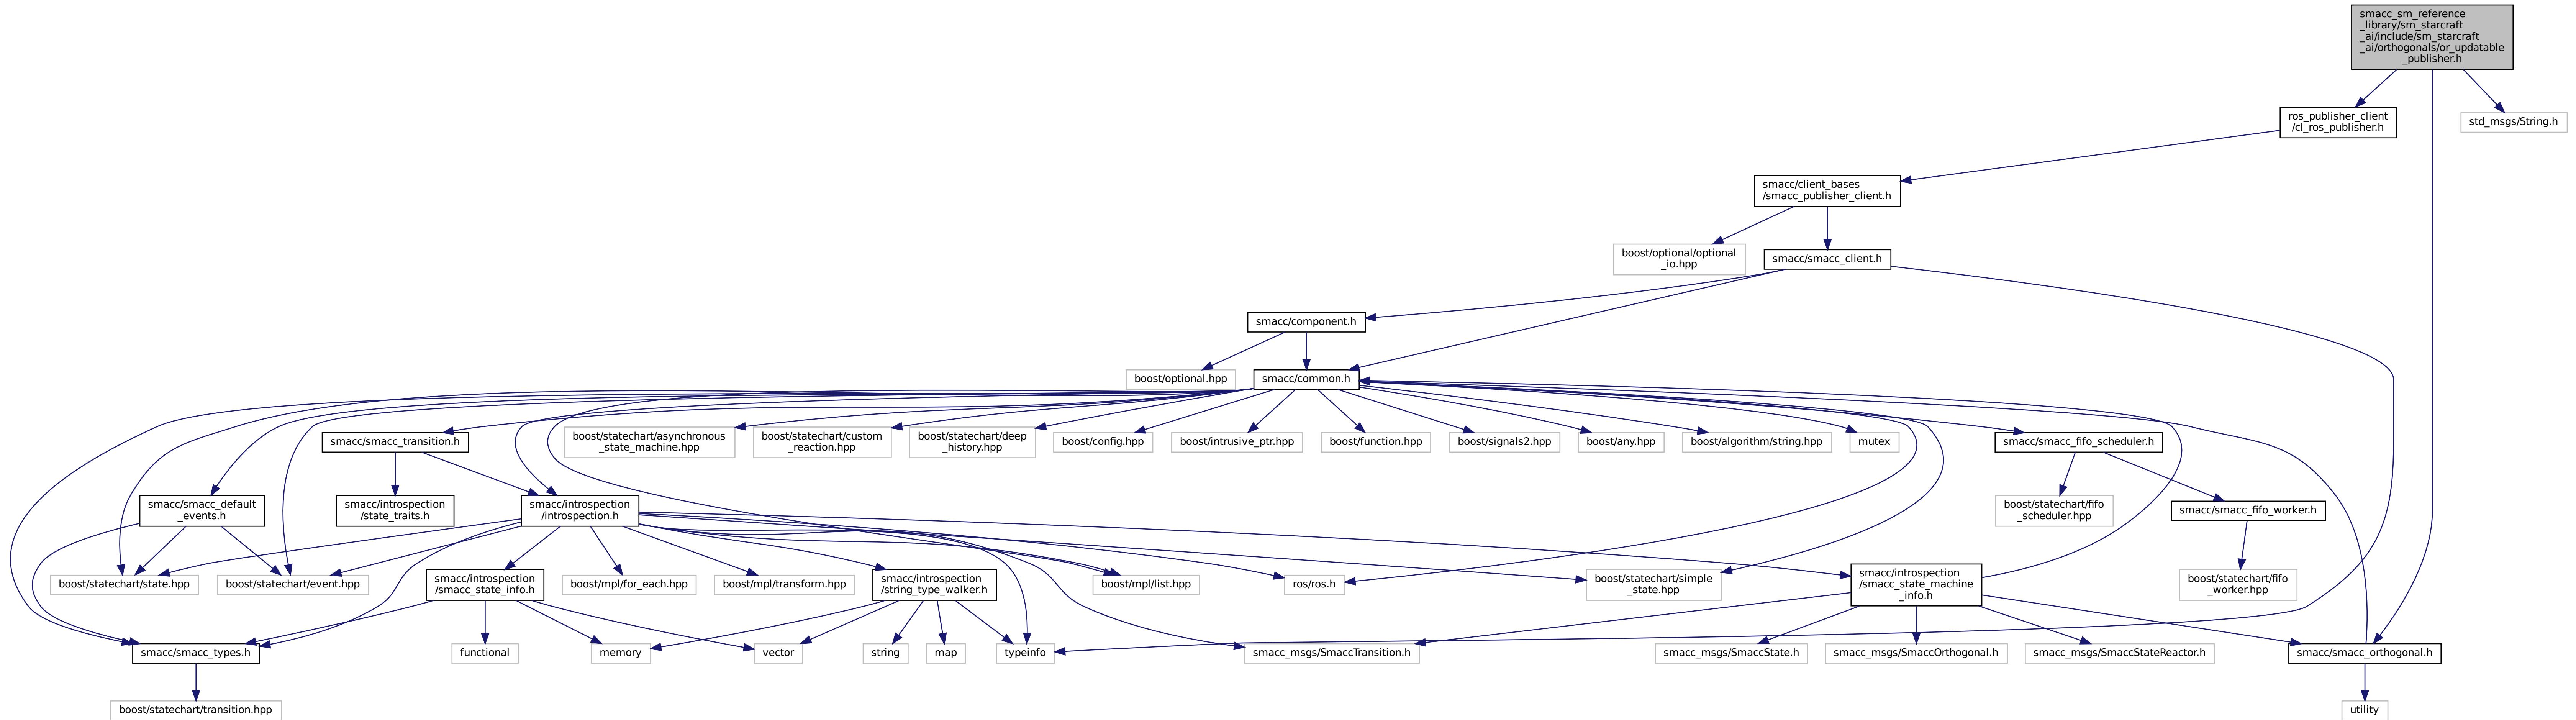 smacc_sm_reference
_library/sm_starcraft
_ai/include/sm_starcraft
_ai/orthogonals/or_updatable
_publisher.h
ros_publisher_client
/cl_ros_publisher.h
std_msgs/String.h
smacc/client_bases
/smacc_publisher_client.h
boost/optional/optional
_io.hpp
smacc/smacc_client.h
smacc/component.h
boost/optional.hpp
smacc/common.h
smacc/smacc_transition.h
boost/statechart/asynchronous
_state_machine.hpp
boost/statechart/custom
_reaction.hpp
boost/statechart/deep
_history.hpp
boost/config.hpp
boost/intrusive_ptr.hpp
boost/function.hpp
boost/signals2.hpp
boost/any.hpp
boost/algorithm/string.hpp
mutex
smacc/smacc_fifo_scheduler.h
smacc/smacc_default
_events.h
smacc/introspection
/state_traits.h
smacc/introspection
/introspection.h
boost/statechart/fifo
_scheduler.hpp
smacc/smacc_fifo_worker.h
boost/statechart/state.hpp
boost/statechart/event.hpp
smacc/introspection
/smacc_state_info.h
boost/mpl/for_each.hpp
boost/mpl/transform.hpp
smacc/introspection
/string_type_walker.h
boost/mpl/list.hpp
ros/ros.h
boost/statechart/simple
_state.hpp
smacc/introspection
/smacc_state_machine
_info.h
boost/statechart/fifo
_worker.hpp
smacc/smacc_types.h
functional
memory
vector
string
map
typeinfo
smacc_msgs/SmaccTransition.h
smacc_msgs/SmaccState.h
smacc_msgs/SmaccOrthogonal.h
smacc_msgs/SmaccStateReactor.h
smacc/smacc_orthogonal.h
boost/statechart/transition.hpp
utility